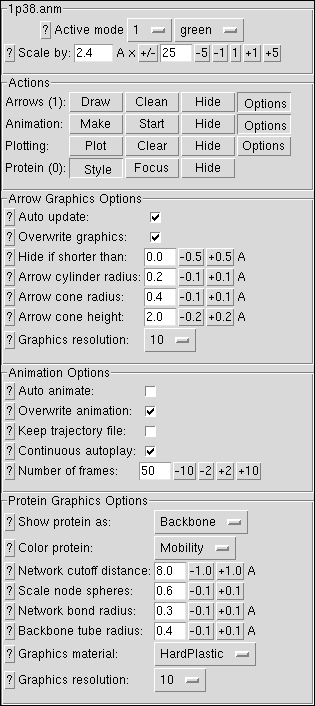 1p38.anm
? Active mode 1 green
? Scale by: 2.4 A x +/- 25 -5 -1 1 +1 +5
Actions
Arrows (1): Draw Clean Hide Options
Animation: Make Start Hide Options
Plotting: Plot Clear Hide Options
Protein (0): Style Focus Hide
Arrow Graphics Options
? Auto update:
? Overwrite graphics:
? Hide if shorter than: 0.0 -0.5 +0.5 A
? Arrow cylinder radius: 0.2 -0.1 +0.1 A
? Arrow cone radius: 0.4 -0.1 +0.1 A
? Arrow cone height: 2.0 -0.2 +0.2 A
? Graphics resolution: 10
Animation Options
? Auto animate:
? Overwrite animation:
? Keep trajectory file:
? Continuous autoplay:
? Number of frames: 50 -10 -2 +2 +10
Protein Graphics Options
? Show protein as: Backbone
? Color protein: Mobility
? Network cutoff distance: 8.0 -1.0 +1.0 A
? Scale node spheres: 0.6 -0.1 +0.1
? Network bond radius: 0.3 -0.1 +0.1 A
? Backbone tube radius: 0.4 -0.1 +0.1 A
? Graphics material: HardPlastic
? Graphics resolution: 10